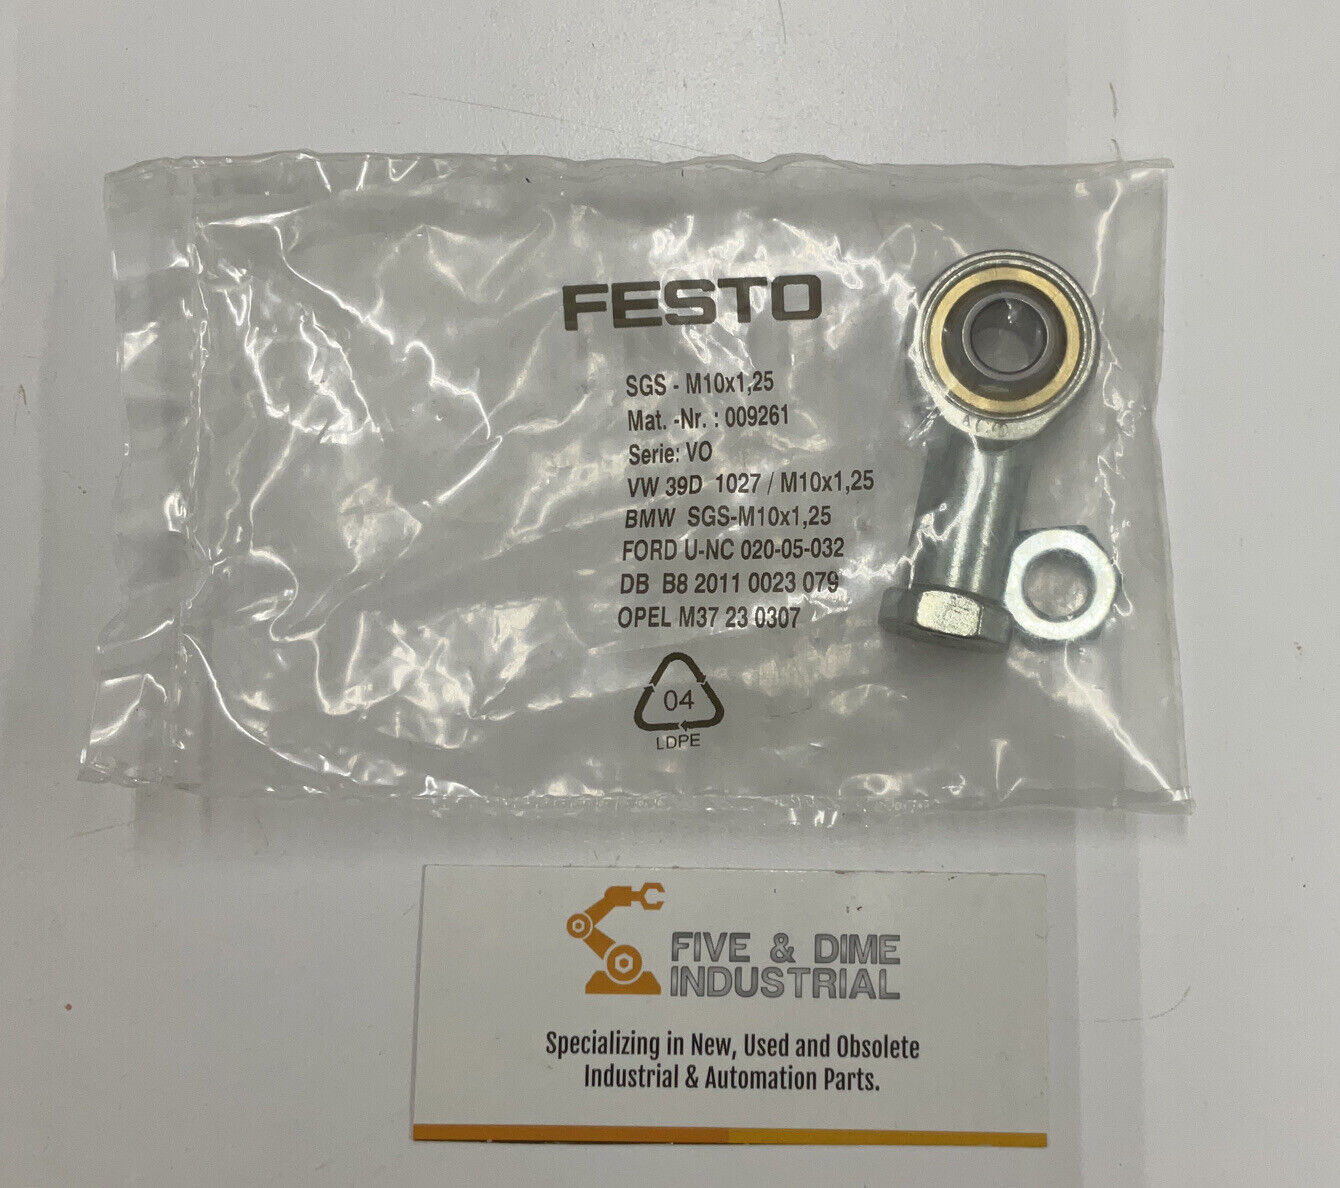 FESTO
SGS - M10x1,25
Mat. -Nr. : 009261
Serie: VO
VW 39D 1027 / M10x1,25
BMW SGS-M10x1,25
FORD U-NC 020-05-032
DB B8 2011 0023 079
OPEL M37 23 0307
04
LDPE
FIVE & DIME
INDUSTRIAL
Specializing in New, Used and Obsolete
Industrial & Automation Parts.